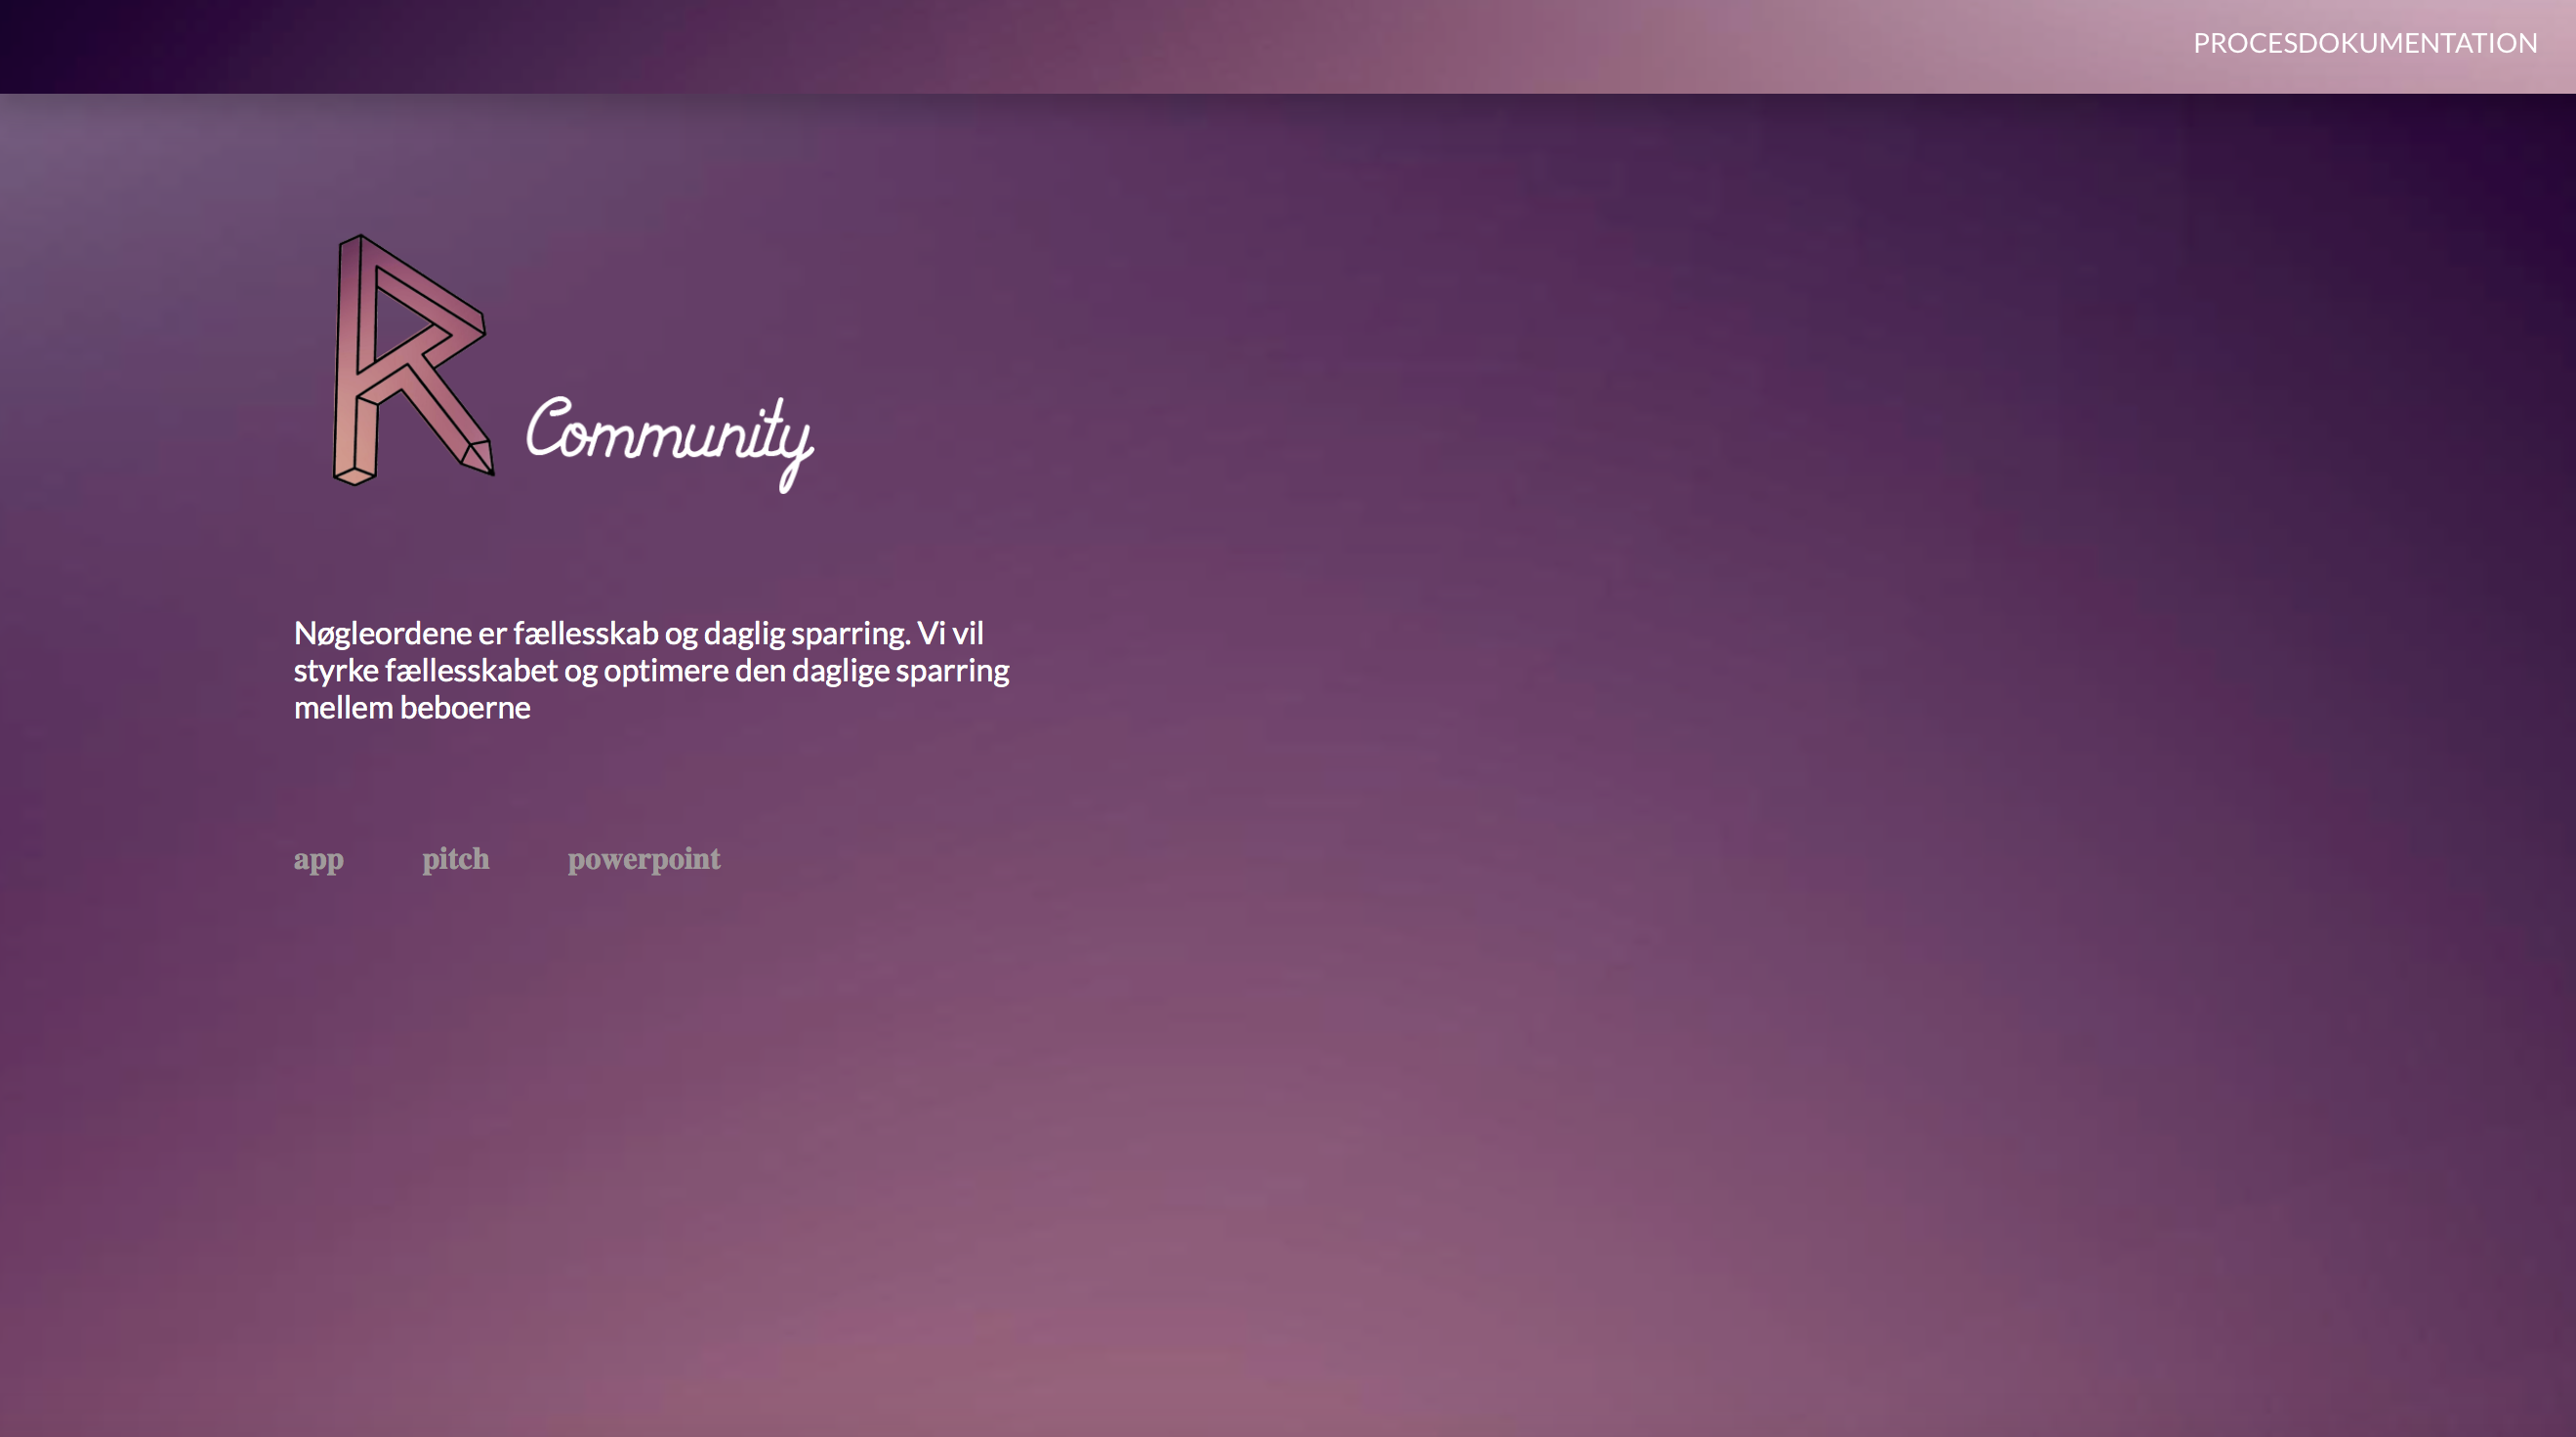 PROCESDOKUMENTATION
R Community
Nøgleordene er fællesskab og daglig sparring. Vi vil
styrke fællesskabet og optimere den daglige sparring
mellem beboerne
app pitch powerpoint